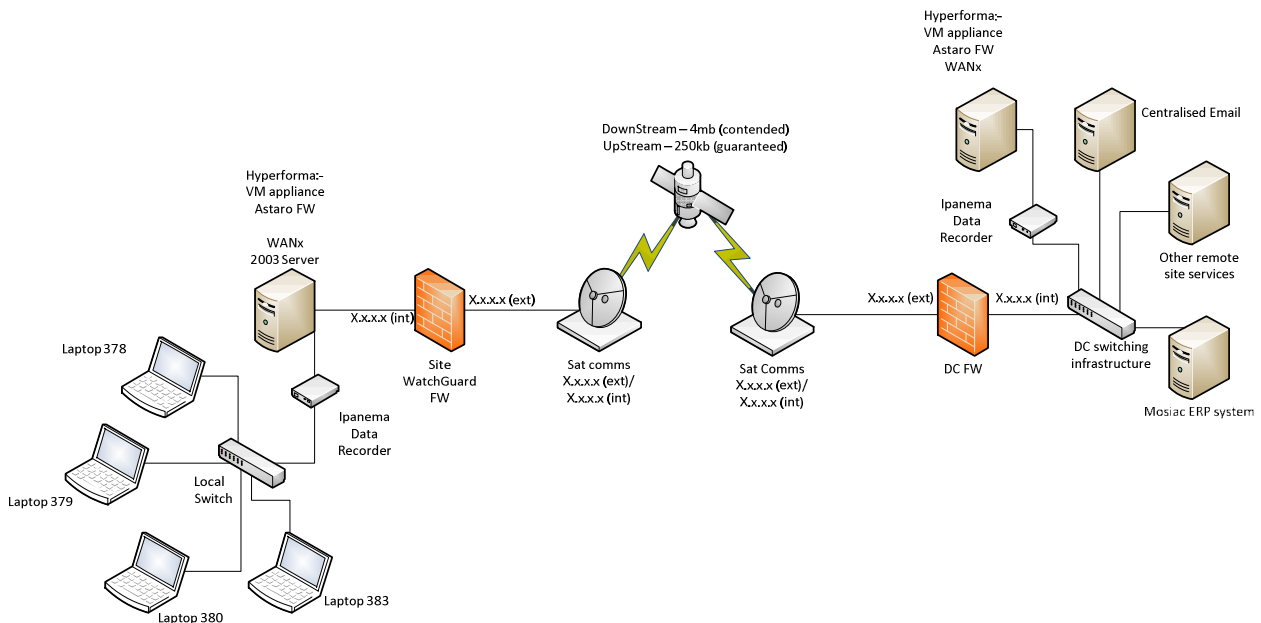 Hyperforma:-
VM appliance
Astaro FW
WANx
Centralised Email
DownStream – 4mb (contended)
UpStream – 250kb (guaranteed)
Hyperforma:-
VM appliance
Astaro FW
WANx
2003 Server
Ipanema
Data
Recorder
Other remote
site services
X.x.x.x (int)
X.x.x.x (ext)
X.x.x.x (ext)
X.x.x.x (int)
Laptop 378
Site
WatchGuard
FW
Sat comms
X.x.x.x (ext)/
X.x.x.x (int)
Sat Comms
X.x.x.x (ext)/
X.x.x.x (int)
DC FW
DC switching
infrastructure
Mosiac ERP system
Ipanema
Data
Recorder
Local
Switch
Laptop 379
Laptop 380
Laptop 383